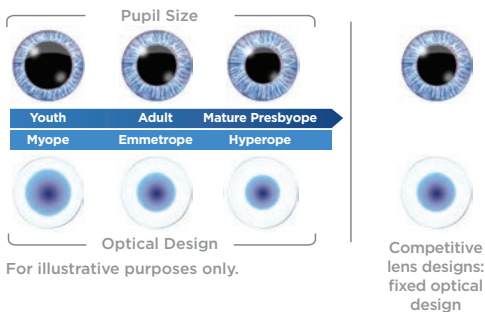 Pupil Size
Youth Adult Mature Presbyope
Myope Emmetrope Hyperope
Optical Design
For illustrative purposes only.
Competitive
lens designs:
fixed optical
design